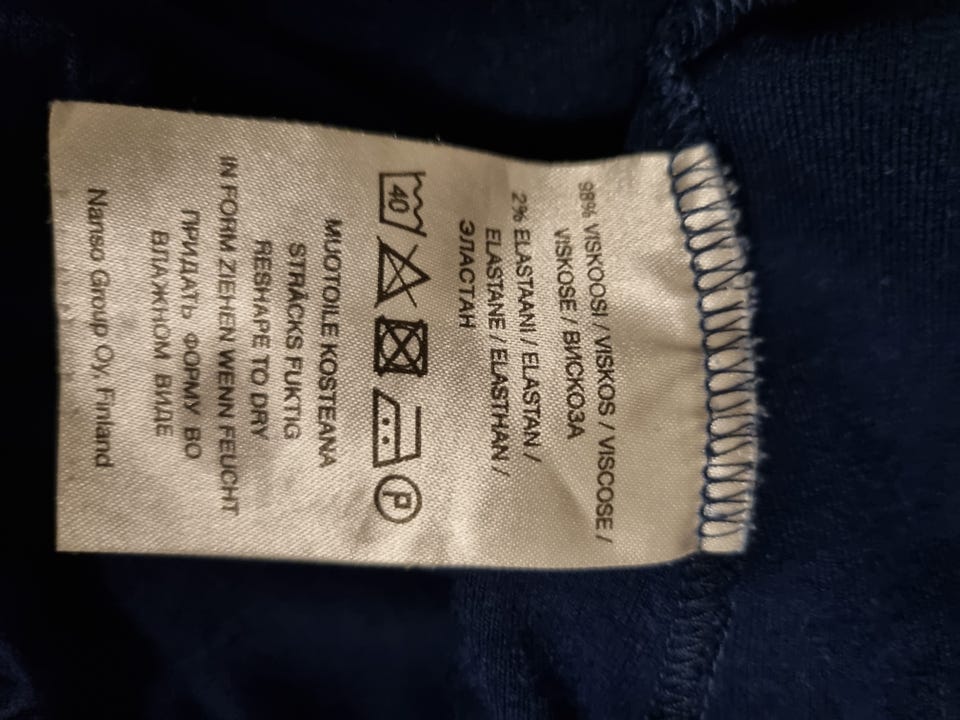 98% VISKOOSI / VISKOS / VISCOSE /
VISKOSE / ВИСКОЗА
2% ELASTAANI / ELASTAN /
ELASTANE / ELASTHAN /
ЭЛАСТАН
40 P
MUOTOILE KOSTEANA
STRÄCKS FUKTIG
RESHAPE TO DRY
IN FORM ZIEHEN WENN FEUCHT
ПРИДАТЬ ФОРМУ ВО
ВЛАЖНОМ ВИДЕ
Nanso Group Oy, Finland